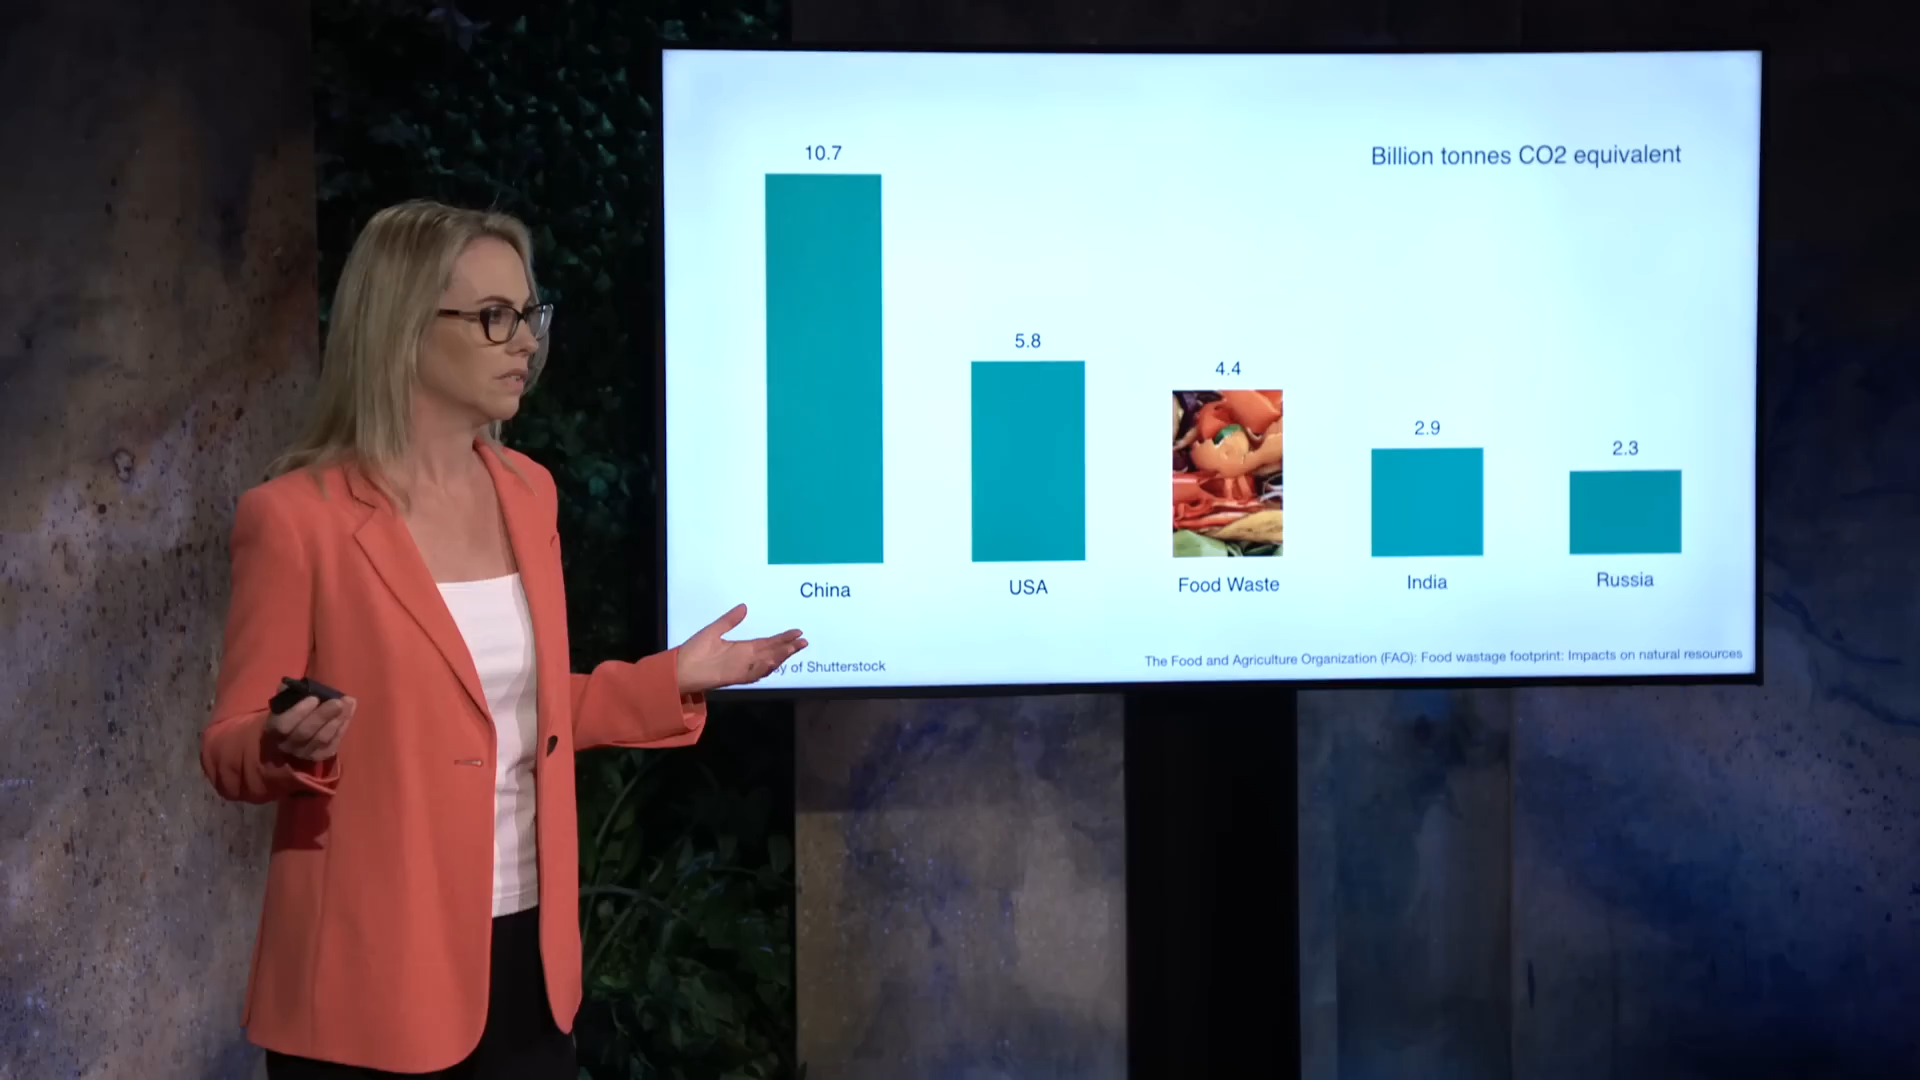 Billion tonnes CO2 equivalent
10.7
5.8
4.4
2.9
2.3
China
USA
Food Waste
India
Russia
of Shutterstock
The Food and Agriculture Organization (FAO): Food wastage footprint: Impacts on natural resources